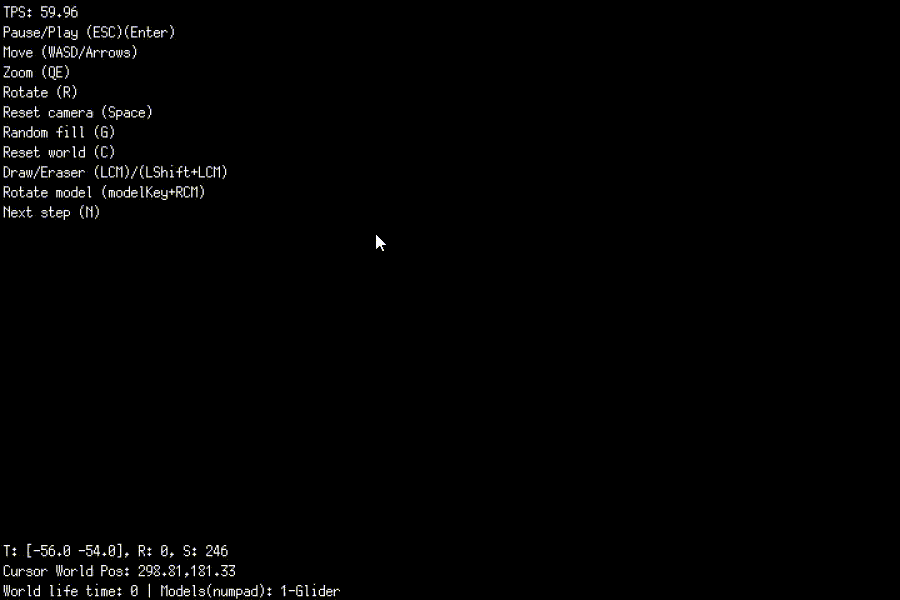 TPS: 59.96
Pause/Play (ESC)(Enter)
Move (WASD/Arrows)
Zoom (QE)
Rotate (R)
Reset camera (Space)
Random fill (G)
Reset world (C)
Draw/Eraser (LCM)/(LShift+LCM)
Rotate model (modelKey+RCM)
Next step (N)
T: [-56.0 -54.0], R: 0, S: 246
Cursor World Pos: 298.81,181.33
World life time: 0 | Models(numpad): 1-Glider